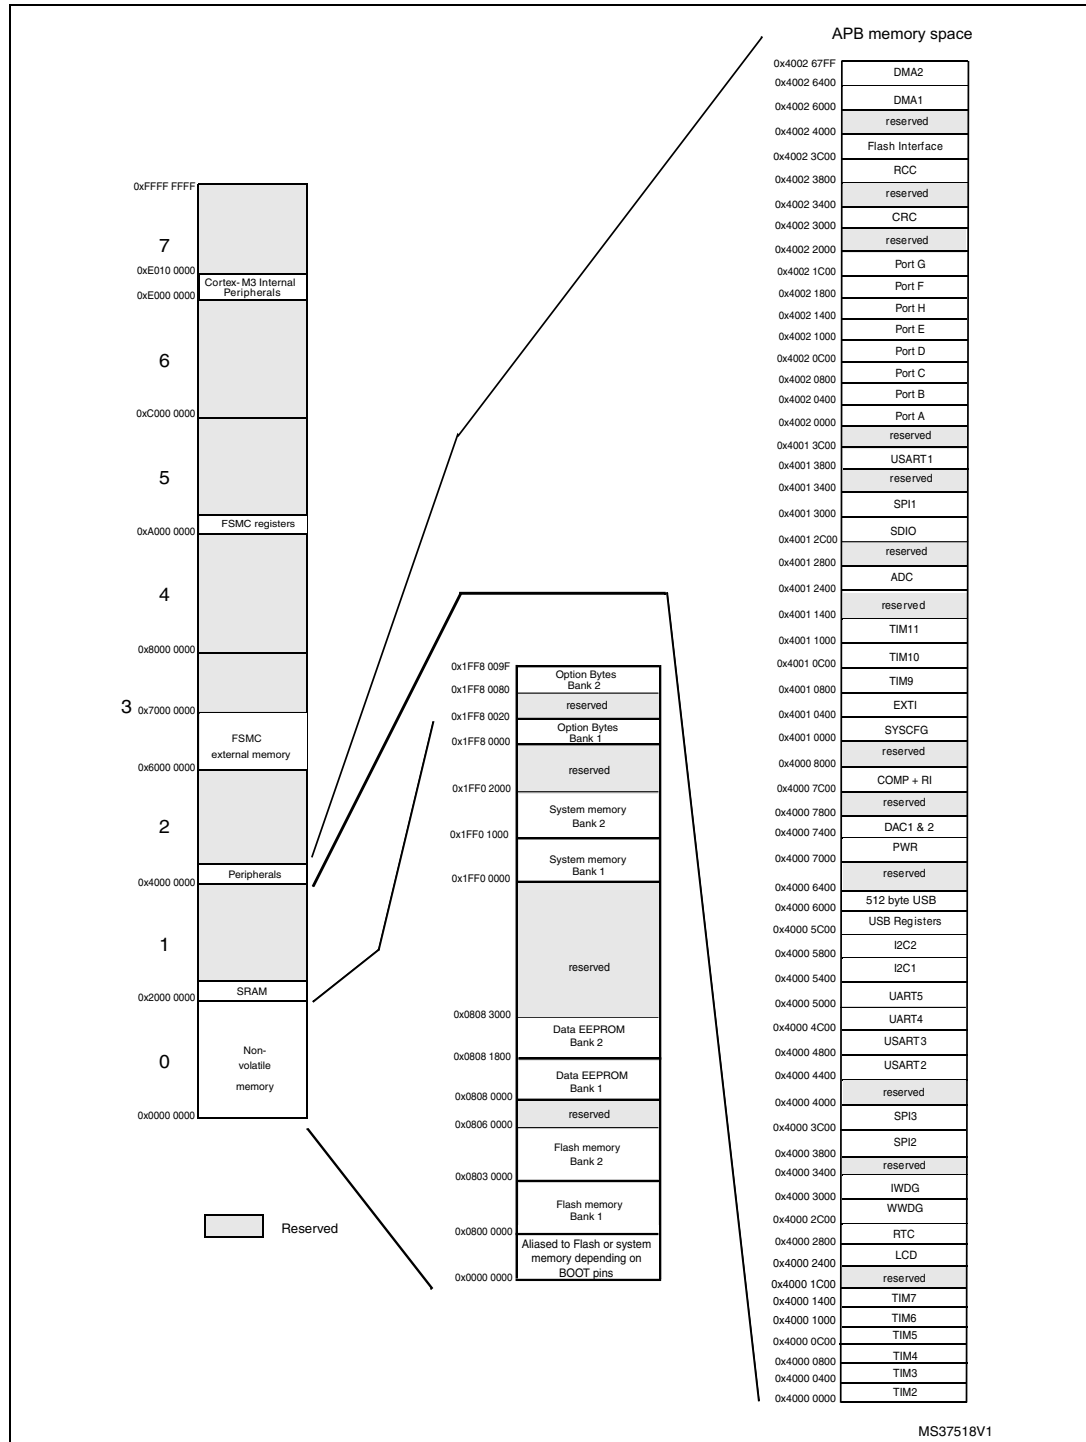 APB memory space
0xFFFF FFFF
7
0xE010 0000
Cortex-M3 Internal
Peripherals
0xE000 0000
6
0xC000 0000
5
FSMC registers
0xA000 0000
4
0x8000 0000
3
0x7000 0000
FSMC
external memory
0x6000 0000
2
Peripherals
0x4000 0000
1
SRAM
0x2000 0000
0
Non-
volatile
memory
0x0000 0000
Reserved
0x1FF8 009F
Option Bytes
Bank 2
0x1FF8 0080
reserved
0x1FF8 0020
Option Bytes
Bank 1
0x1FF8 0000
reserved
0x1FF0 2000
System memory
Bank 2
0x1FF0 1000
System memory
Bank 1
0x1FF0 0000
reserved
0x0808 3000
Data EEPROM
Bank 2
0x0808 1800
Data EEPROM
Bank 1
0x0808 0000
reserved
0x0806 0000
Flash memory
Bank 2
0x0803 0000
Flash memory
Bank 1
0x0800 0000
Aliased to Flash or system
memory depending on
BOOT pins
0x0000 0000
0x4002 67FF
DMA2
0x4002 6400
DMA1
0x4002 6000
reserved
0x4002 4000
Flash Interface
0x4002 3C00
RCC
0x4002 3800
reserved
0x4002 3400
CRC
0x4002 3000
reserved
0x4002 2000
Port G
0x4002 1C00
Port F
0x4002 1800
Port H
0x4002 1400
Port E
0x4002 1000
Port D
0x4002 0C00
Port C
0x4002 0800
Port B
0x4002 0400
Port A
0x4002 0000
reserved
0x4001 3C00
USART1
0x4001 3800
reserved
0x4001 3400
SPI1
0x4001 3000
SDIO
0x4001 2C00
reserved
0x4001 2800
ADC
0x4001 2400
reserved
0x4001 1400
TIM11
0x4001 1000
TIM10
0x4001 0C00
TIM9
0x4001 0800
EXTI
0x4001 0400
SYSCFG
0x4001 0000
reserved
0x4000 8000
COMP + RI
0x4000 7C00
reserved
0x4000 7800
DAC1 & 2
0x4000 7400
PWR
0x4000 7000
reserved
0x4000 6400
512 byte USB
0x4000 6000
USB Registers
0x4000 5C00
I2C2
0x4000 5800
I2C1
0x4000 5400
UART5
0x4000 5000
UART4
0x4000 4C00
USART3
0x4000 4800
USART2
0x4000 4400
reserved
0x4000 4000
SPI3
0x4000 3C00
SPI2
0x4000 3800
reserved
0x4000 3400
IWDG
0x4000 3000
WWDG
0x4000 2C00
RTC
0x4000 2800
LCD
0x4000 2400
reserved
0x4000 1C00
TIM7
0x4000 1400
TIM6
0x4000 1000
TIM5
0x4000 0C00
TIM4
0x4000 0800
TIM3
0x4000 0400
TIM2
0x4000 0000
MS37518V1